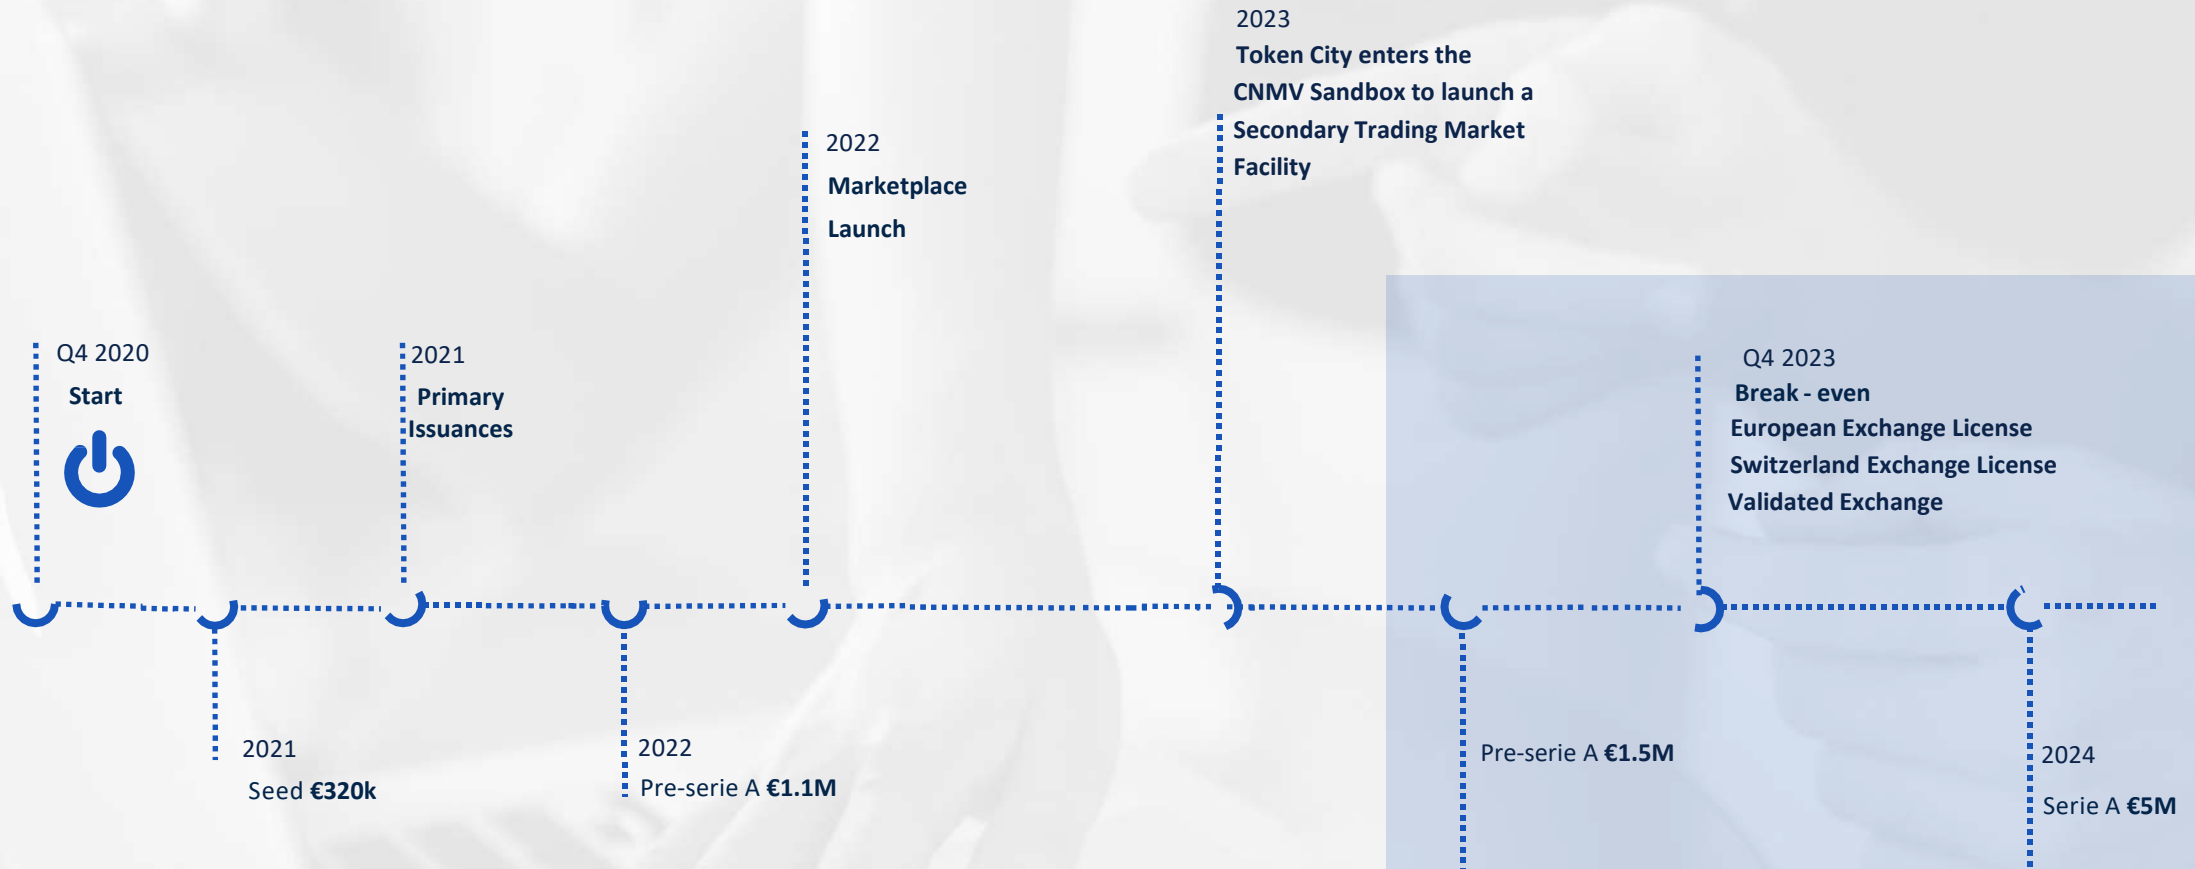 2023
Token City enters the
CNMV Sandbox to launch a
Secondary Trading Market
Facility
2022
Marketplace
Launch
Q4 2020
Start
2021
Primary
Issuances
Q4 2023
Break - even
European Exchange License
Switzerland Exchange License
Validated Exchange
2021
Seed €320k
2022
Pre-serie A €1.1M
Pre-serie A €1.5M
2024
Serie A €5M